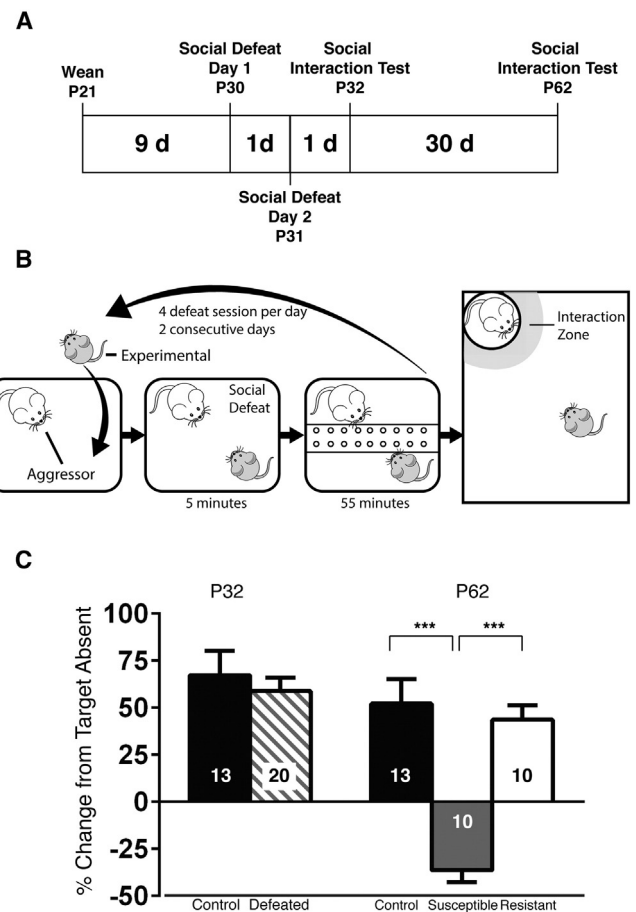 A
Wean
P21
Social Defeat
Day 1
P30
Social
Interaction Test
P32
Social
Interaction Test
P62
9 d
1d
1 d
30 d
Social Defeat
Day 2
P31
B
4 defeat session per day
2 consecutive days
Experimental
Aggressor
Social
Defeat
5 minutes
55 minutes
Interaction
Zone
C
P32
P62
% Change from Target Absent
100
75
50
25
0
-25
-50
***
***
13
20
13
10
10
Control Defeated
Control Susceptible Resistant